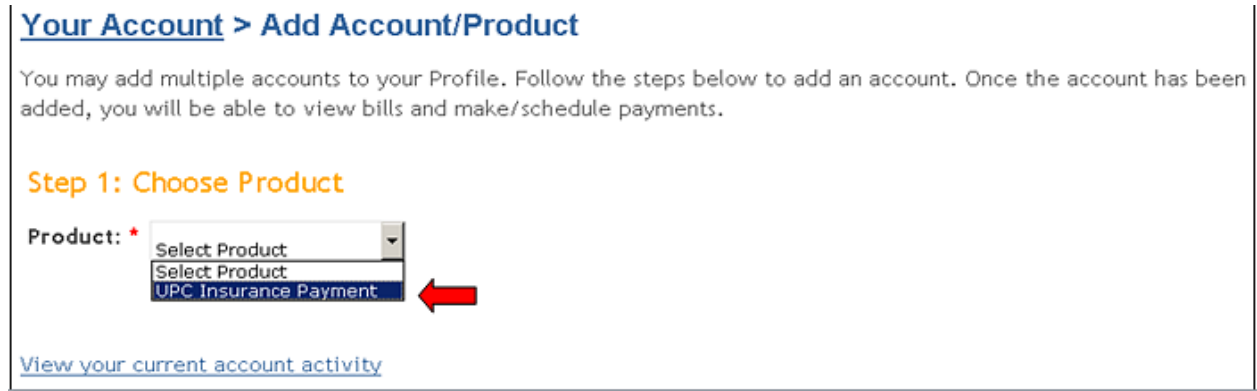 Your Account > Add Account/Product
You may add multiple accounts to your Profile. Follow the steps below to add an account. Once the account has been
added, you will be able to view bills and make/schedule payments.
Step 1: Choose Product
Product: *
Select Product
Select Product
UPC Insurance Payment
View your current account activity